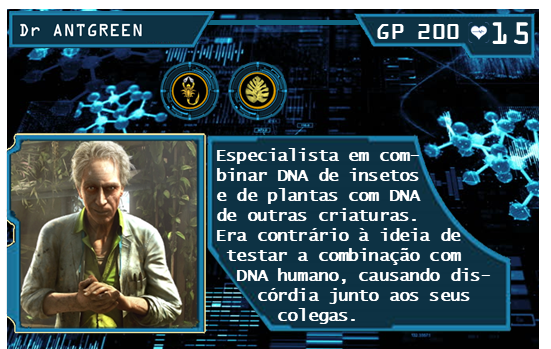 Dr ANTGREEN
GP 200 15
Especialista em com-
binar DNA de insetos
e de plantas com DNA
de outras criaturas.
Era contrário à ideia de
testar a combinação com
DNA humano, causando dis-
córdia junto aos seus
colegas.